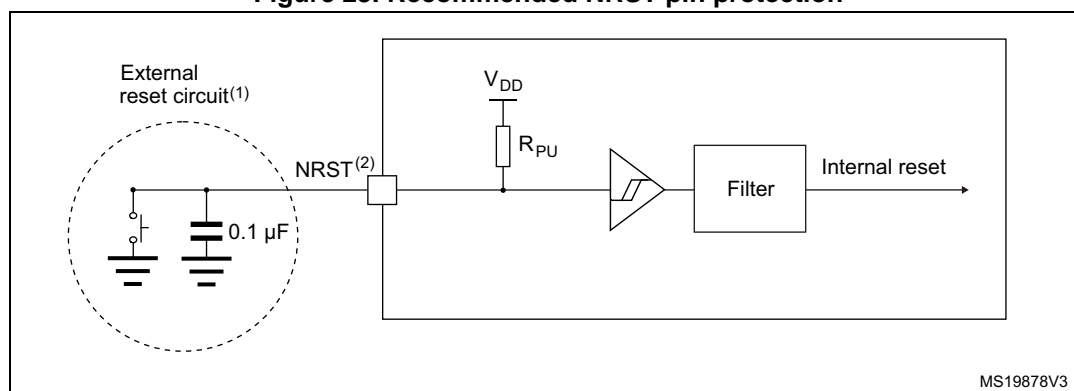 Figure 25. Recommended NRST pin protection
External
reset circuit(1)
VDD
RPU
NRST(2)
0.1 µF
Filter
Internal reset
MS19878V3